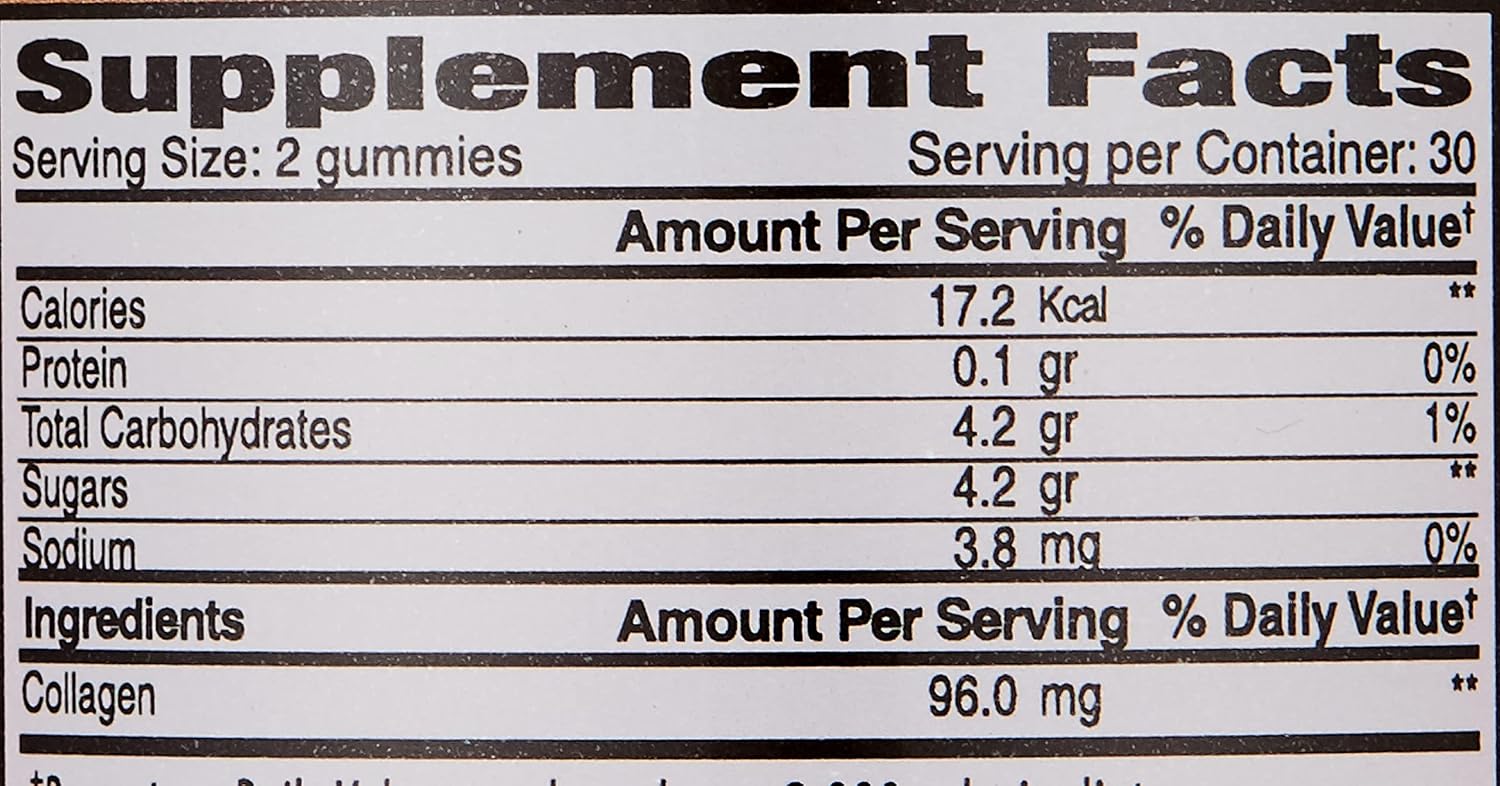 Supplement Facts
Serving Size: 2 gummies Serving per Container: 30
Amount Per Serving % Daily Value†
Calories 17.2 Kcal **
Protein 0.1 gr 0%
Total Carbohydrates 4.2 gr 1%
Sugars 4.2 gr **
Sodium 3.8 mg 0%
Ingredients Amount Per Serving % Daily Value†
Collagen 96.0 mg **